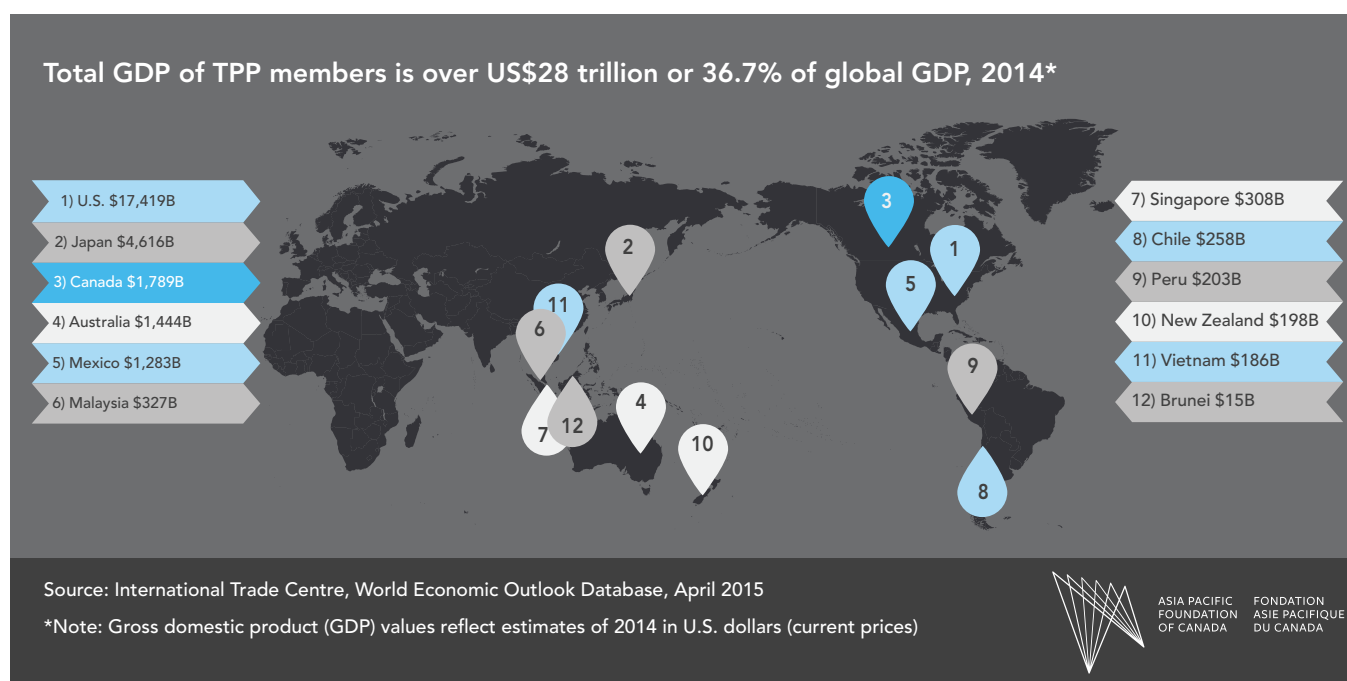 Total GDP of TPP members is over US$28 trillion or 36.7% of global GDP, 2014*
1) U.S. $17,419B
2) Japan $4,616B
3) Canada $1,789B
4) Australia $1,444B
5) Mexico $1,283B
6) Malaysia $327B
3
1
2
5
11
6
9
4
7
12
10
8
7) Singapore $308B
8) Chile $258B
9) Peru $203B
10) New Zealand $198B
11) Vietnam $186B
12) Brunei $15B
Source: International Trade Centre, World Economic Outlook Database, April 2015
*Note: Gross domestic product (GDP) values reflect estimates of 2014 in U.S. dollars (current prices)
ASIA PACIFIC
FOUNDATION
OF CANADA
FONDATION
ASIE PACIFIQUE
DU CANADA